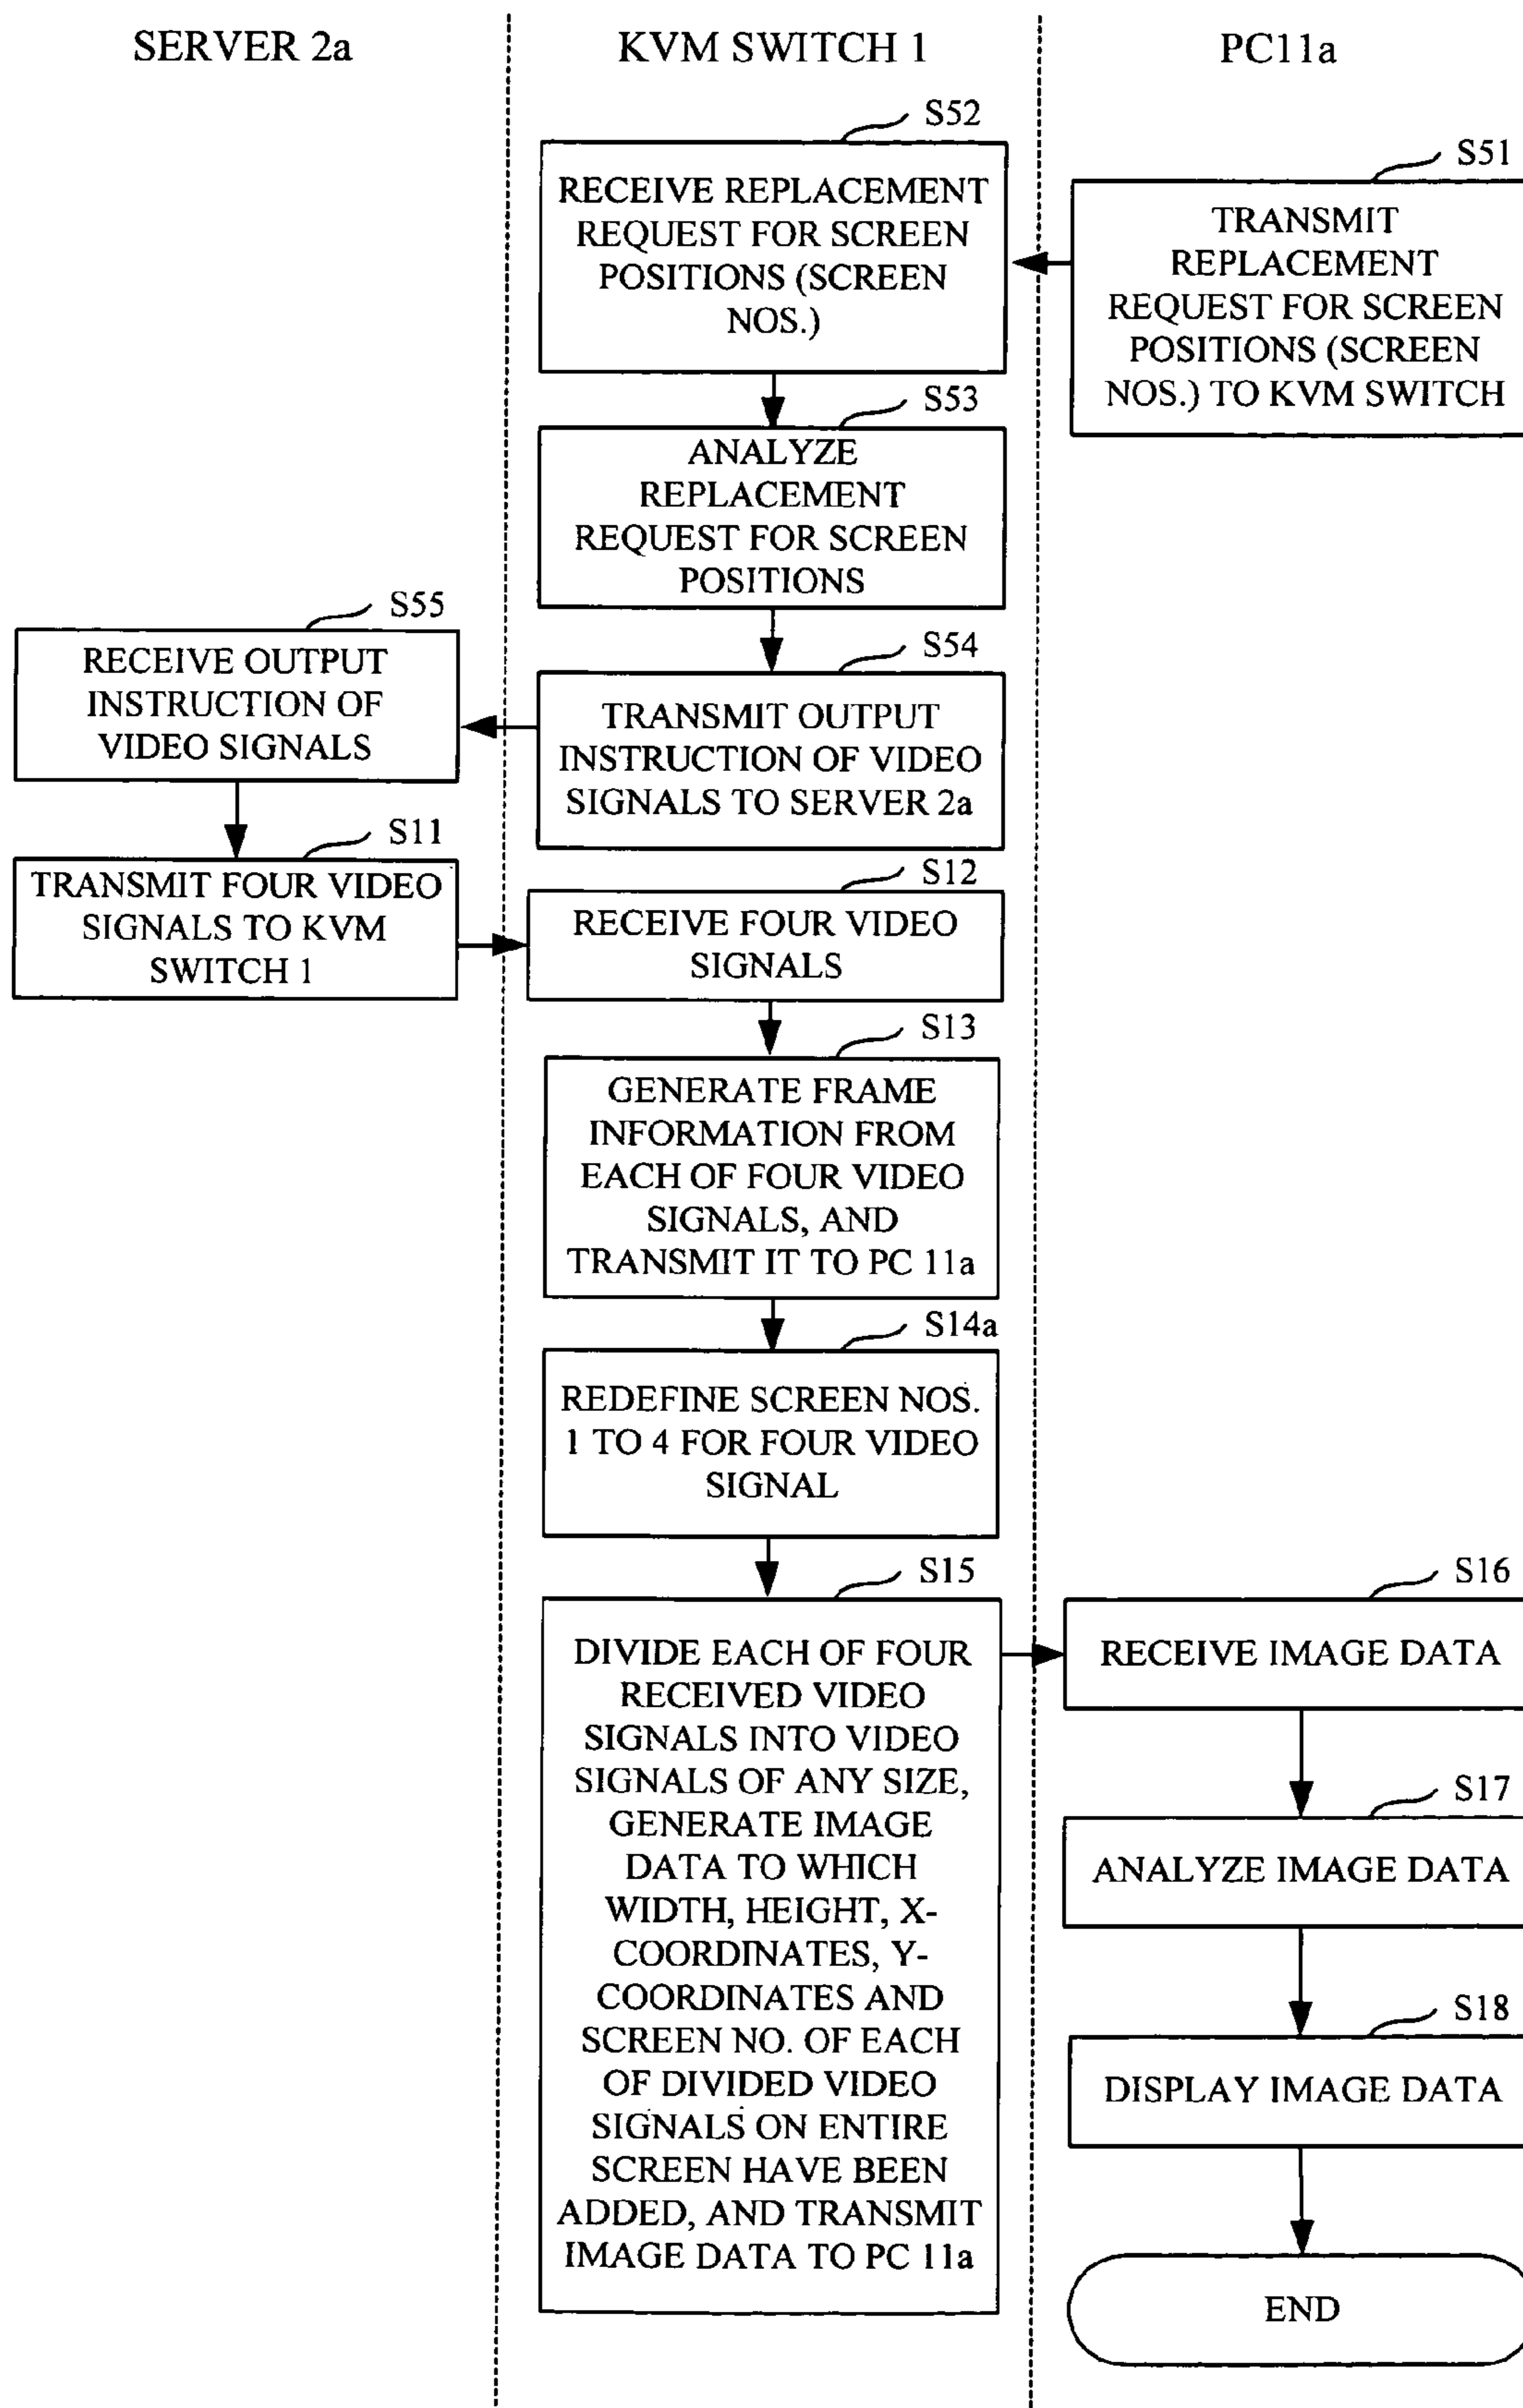 SERVER 2a
KVM SWITCH 1
PC11a
S52
RECEIVE REPLACEMENT
REQUEST FOR SCREEN
POSITIONS (SCREEN
NOS.)
S51
TRANSMIT
REPLACEMENT
REQUEST FOR SCREEN
POSITIONS (SCREEN
NOS.) TO KVM SWITCH
S53
ANALYZE
REPLACEMENT
REQUEST FOR SCREEN
POSITIONS
S54
TRANSMIT OUTPUT
INSTRUCTION OF VIDEO
SIGNALS TO SERVER 2a
S55
RECEIVE OUTPUT
INSTRUCTION OF
VIDEO SIGNALS
S11
TRANSMIT FOUR VIDEO
SIGNALS TO KVM
SWITCH 1
S12
RECEIVE FOUR VIDEO
SIGNALS
S13
GENERATE FRAME
INFORMATION FROM
EACH OF FOUR VIDEO
SIGNALS, AND
TRANSMIT IT TO PC 11a
S14a
REDEFINE SCREEN NOS.
1 TO 4 FOR FOUR VIDEO
SIGNAL
S15
DIVIDE EACH OF FOUR
RECEIVED VIDEO
SIGNALS INTO VIDEO
SIGNALS OF ANY SIZE,
GENERATE IMAGE
DATA TO WHICH
WIDTH, HEIGHT, X-
COORDINATES, Y-
COORDINATES AND
SCREEN NO. OF EACH
OF DIVIDED VIDEO
SIGNALS ON ENTIRE
SCREEN HAVE BEEN
ADDED, AND TRANSMIT
IMAGE DATA TO PC 11a
S16
RECEIVE IMAGE DATA
S17
ANALYZE IMAGE DATA
S18
DISPLAY IMAGE DATA
END